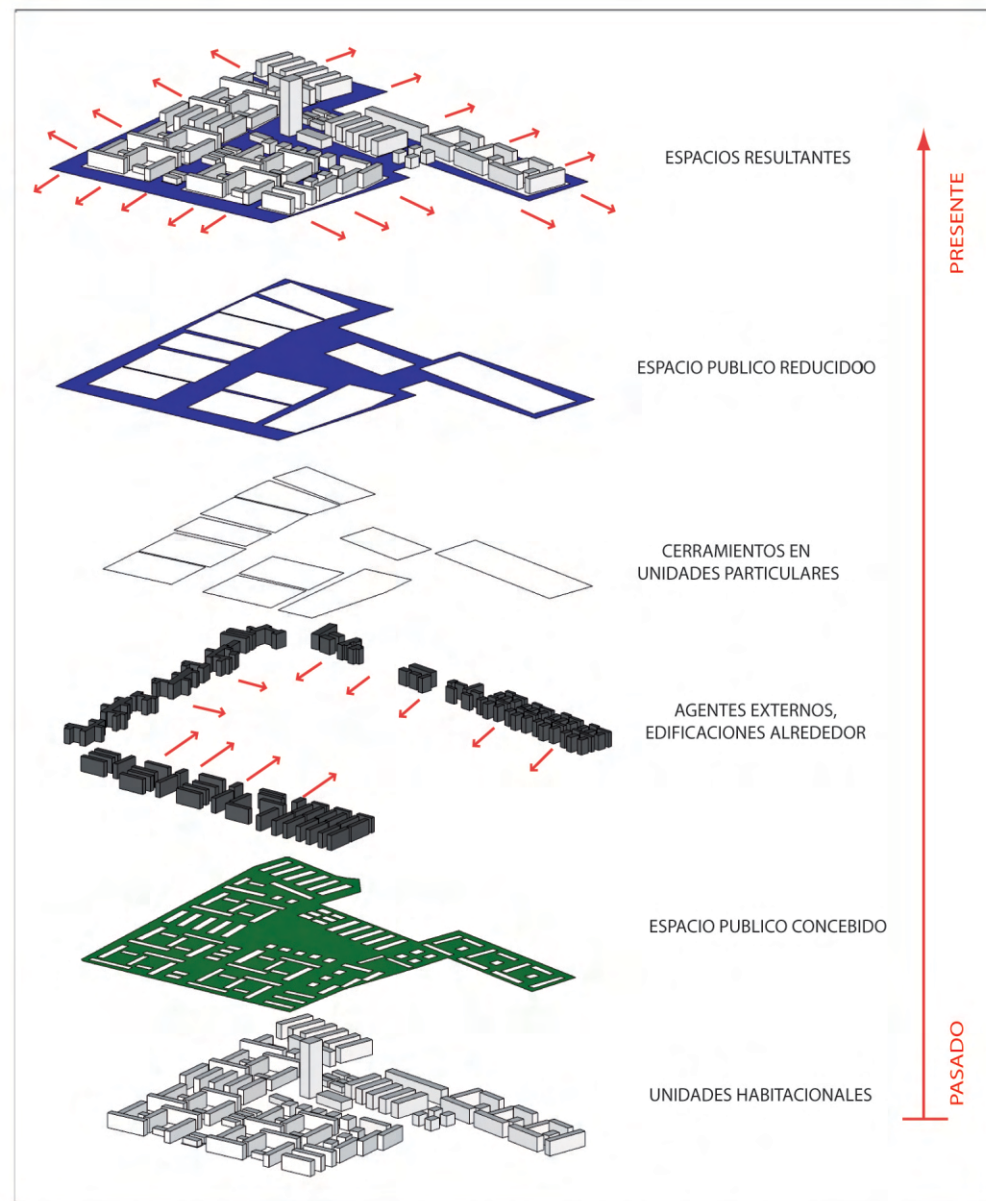 ESPACIOS RESULTANTES
PRESENTE
ESPACIO PUBLICO REDUCIDOO
CERRAMIENTOS EN
UNIDADES PARTICULARES
AGENTES EXTERNOS,
EDIFICACIONES ALREDEDOR
ESPACIO PUBLICO CONCEBIDO
PASADO
UNIDADES HABITACIONALES